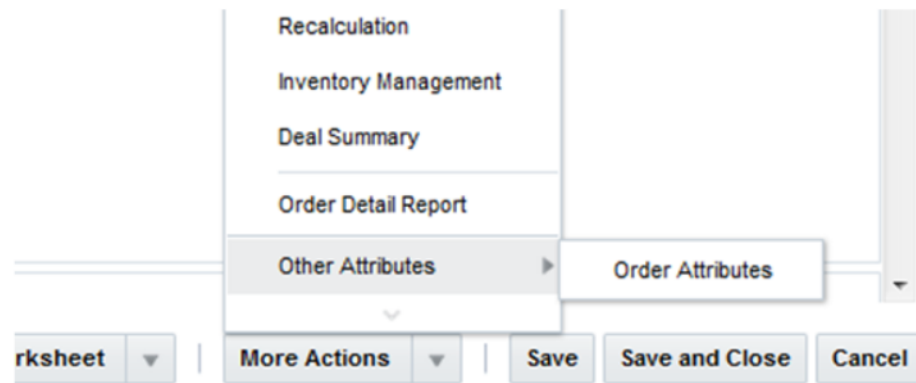 Recalculation
Inventory Management
Deal Summary
Order Detail Report
Other Attributes
Order Attributes
rksheet
More Actions
Save
Save and Close
Cancel